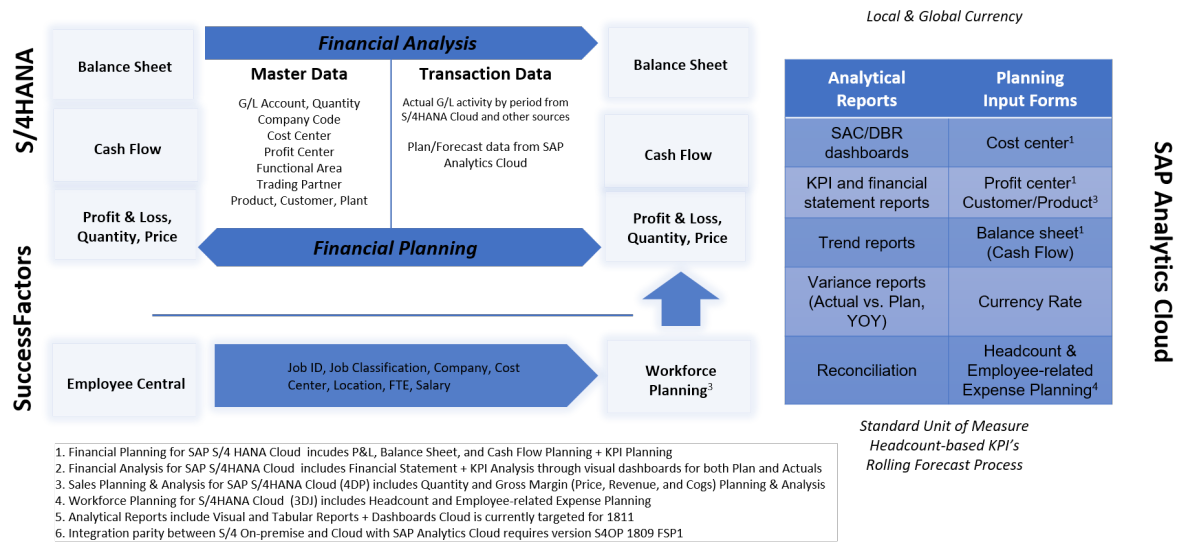 S/4HANA
SuccessFactors
Balance Sheet
Cash Flow
Profit & Loss,
Quantity, Price
Employee Central
Financial Analysis
Master Data
G/L Account, Quantity
Company Code
Cost Center
Profit Center
Functional Area
Trading Partner
Product, Customer, Plant
Transaction Data
Actual G/L activity by period from
S/4HANA Cloud and other sources
Plan/Forecast data from SAP
Analytics Cloud
Financial Planning
Job ID, Job Classification, Company, Cost
Center, Location, FTE, Salary
Balance Sheet
Cash Flow
Profit & Loss,
Quantity, Price
Workforce
Planning³
Local & Global Currency
Analytical
Reports
Planning
Input Forms
SAC/DBR
dashboards
Cost center¹
KPI and financial
statement reports
Profit center¹
Customer/Product³
Trend reports
Balance sheet¹
(Cash Flow)
Variance reports
(Actual vs. Plan,
YOY)
Currency Rate
Reconciliation
Headcount &
Employee-related
Expense Planning⁴
Standard Unit of Measure
Headcount-based KPI's
Rolling Forecast Process
SAP Analytics Cloud
1. Financial Planning for SAP S/4 HANA Cloud incudes P&L, Balance Sheet, and Cash Flow Planning + KPI Planning
2. Financial Analysis for SAP S/4HANA Cloud includes Financial Statement + KPI Analysis through visual dashboards for both Plan and Actuals
3. Sales Planning & Analysis for SAP S/4HANA Cloud (4DP) includes Quantity and Gross Margin (Price, Revenue, and Cogs) Planning & Analysis
4. Workforce Planning for S/4HANA Cloud (3DJ) includes Headcount and Employee-related Expense Planning
5. Analytical Reports include Visual and Tabular Reports + Dashboards Cloud is currently targeted for 1811
6. Integration parity between S/4 On-premise and Cloud with SAP Analytics Cloud requires version S4OP 1809 FSP1